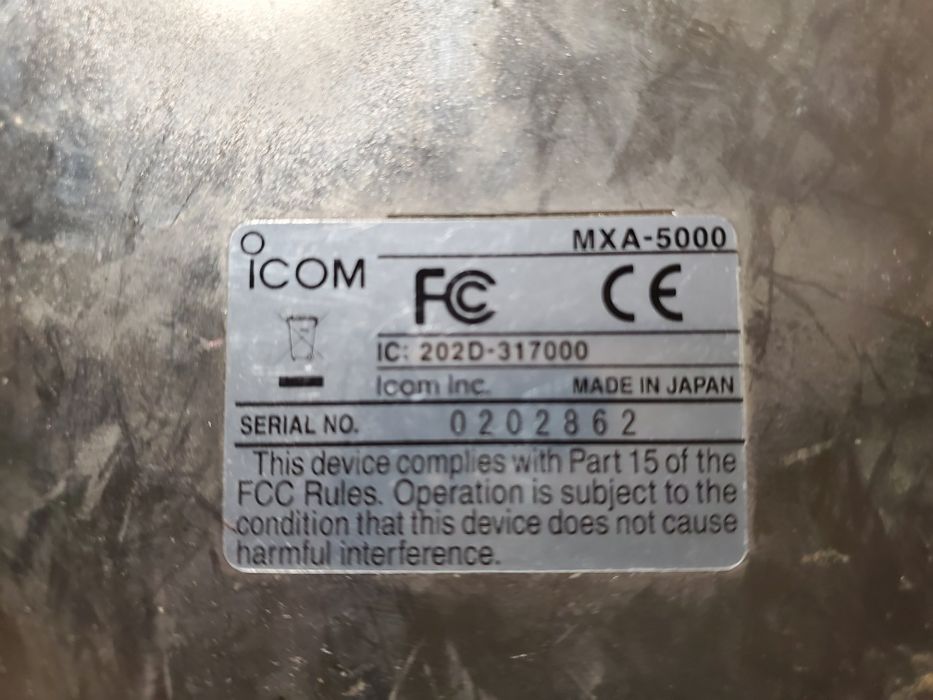 MXA-5000
ICOM
FC CE
IC: 202D-317000
Icom Inc. MADE IN JAPAN
SERIAL NO. 0202862
This device complies with Part 15 of the
FCC Rules. Operation is subject to the
condition that this device does not cause
harmful interference.